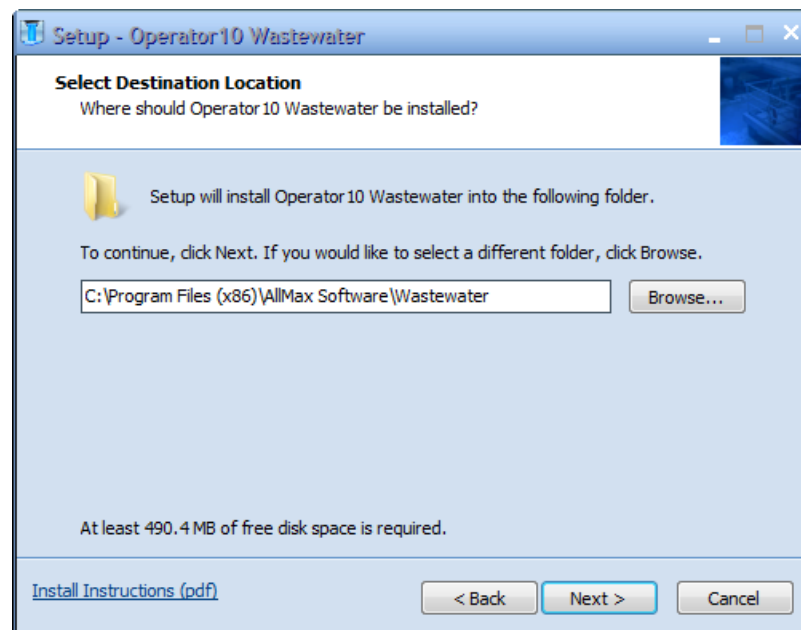 Setup - Operator10 Wastewater
Select Destination Location
Where should Operator10 Wastewater be installed?
Setup will install Operator10 Wastewater into the following folder.
To continue, click Next. If you would like to select a different folder, click Browse.
C:\Program Files (x86)\AllMax Software\Wastewater
Browse...
At least 490.4 MB of free disk space is required.
Install Instructions (pdf)
< Back
Next >
Cancel